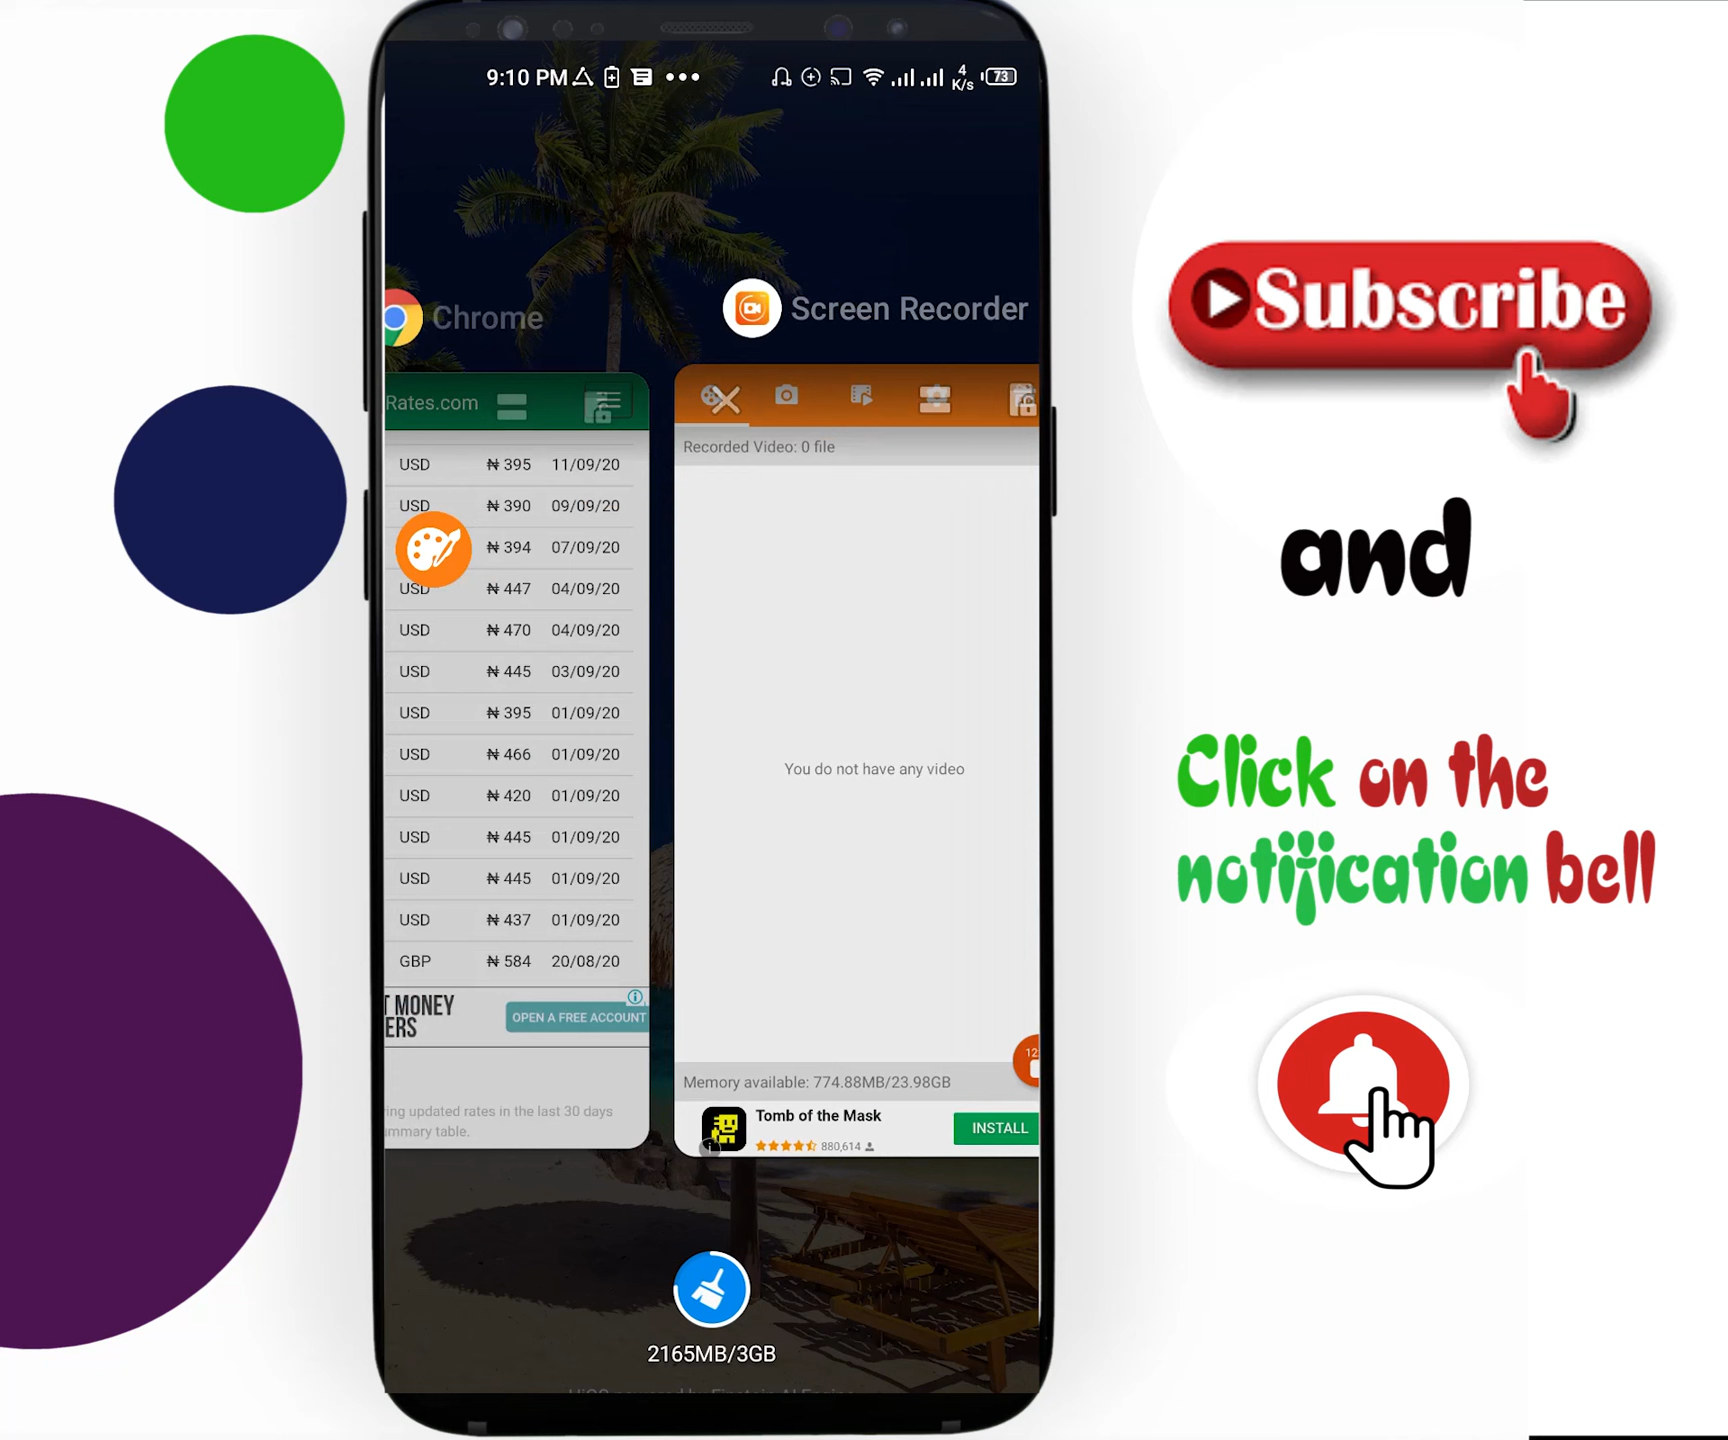 9:10 PM
4
K/s
73
Chrome
Screen Recorder
Rates.com
Recorded Video: 0 file
USD ₦ 395 11/09/20
USD ₦ 390 09/09/20
₦ 394 07/09/20
USD ₦ 447 04/09/20
USD ₦ 470 04/09/20
USD ₦ 445 03/09/20
USD ₦ 395 01/09/20
USD ₦ 466 01/09/20
USD ₦ 420 01/09/20
USD ₦ 445 01/09/20
USD ₦ 445 01/09/20
USD ₦ 437 01/09/20
GBP ₦ 584 20/08/20
You do not have any video
T MONEY
ERS
OPEN A FREE ACCOUNT
ing updated rates in the last 30 days
mmary table.
12
Memory available: 774.88MB/23.98GB
Tomb of the Mask
880,614
INSTALL
2165MB/3GB
Subscribe
and
Click on the
notification bell